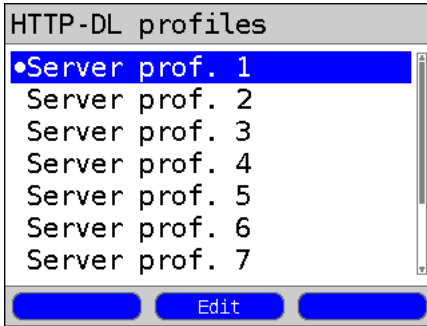 HTTP-DL profiles
•Server prof. 1
Server prof. 2
Server prof. 3
Server prof. 4
Server prof. 5
Server prof. 6
Server prof. 7
Edit